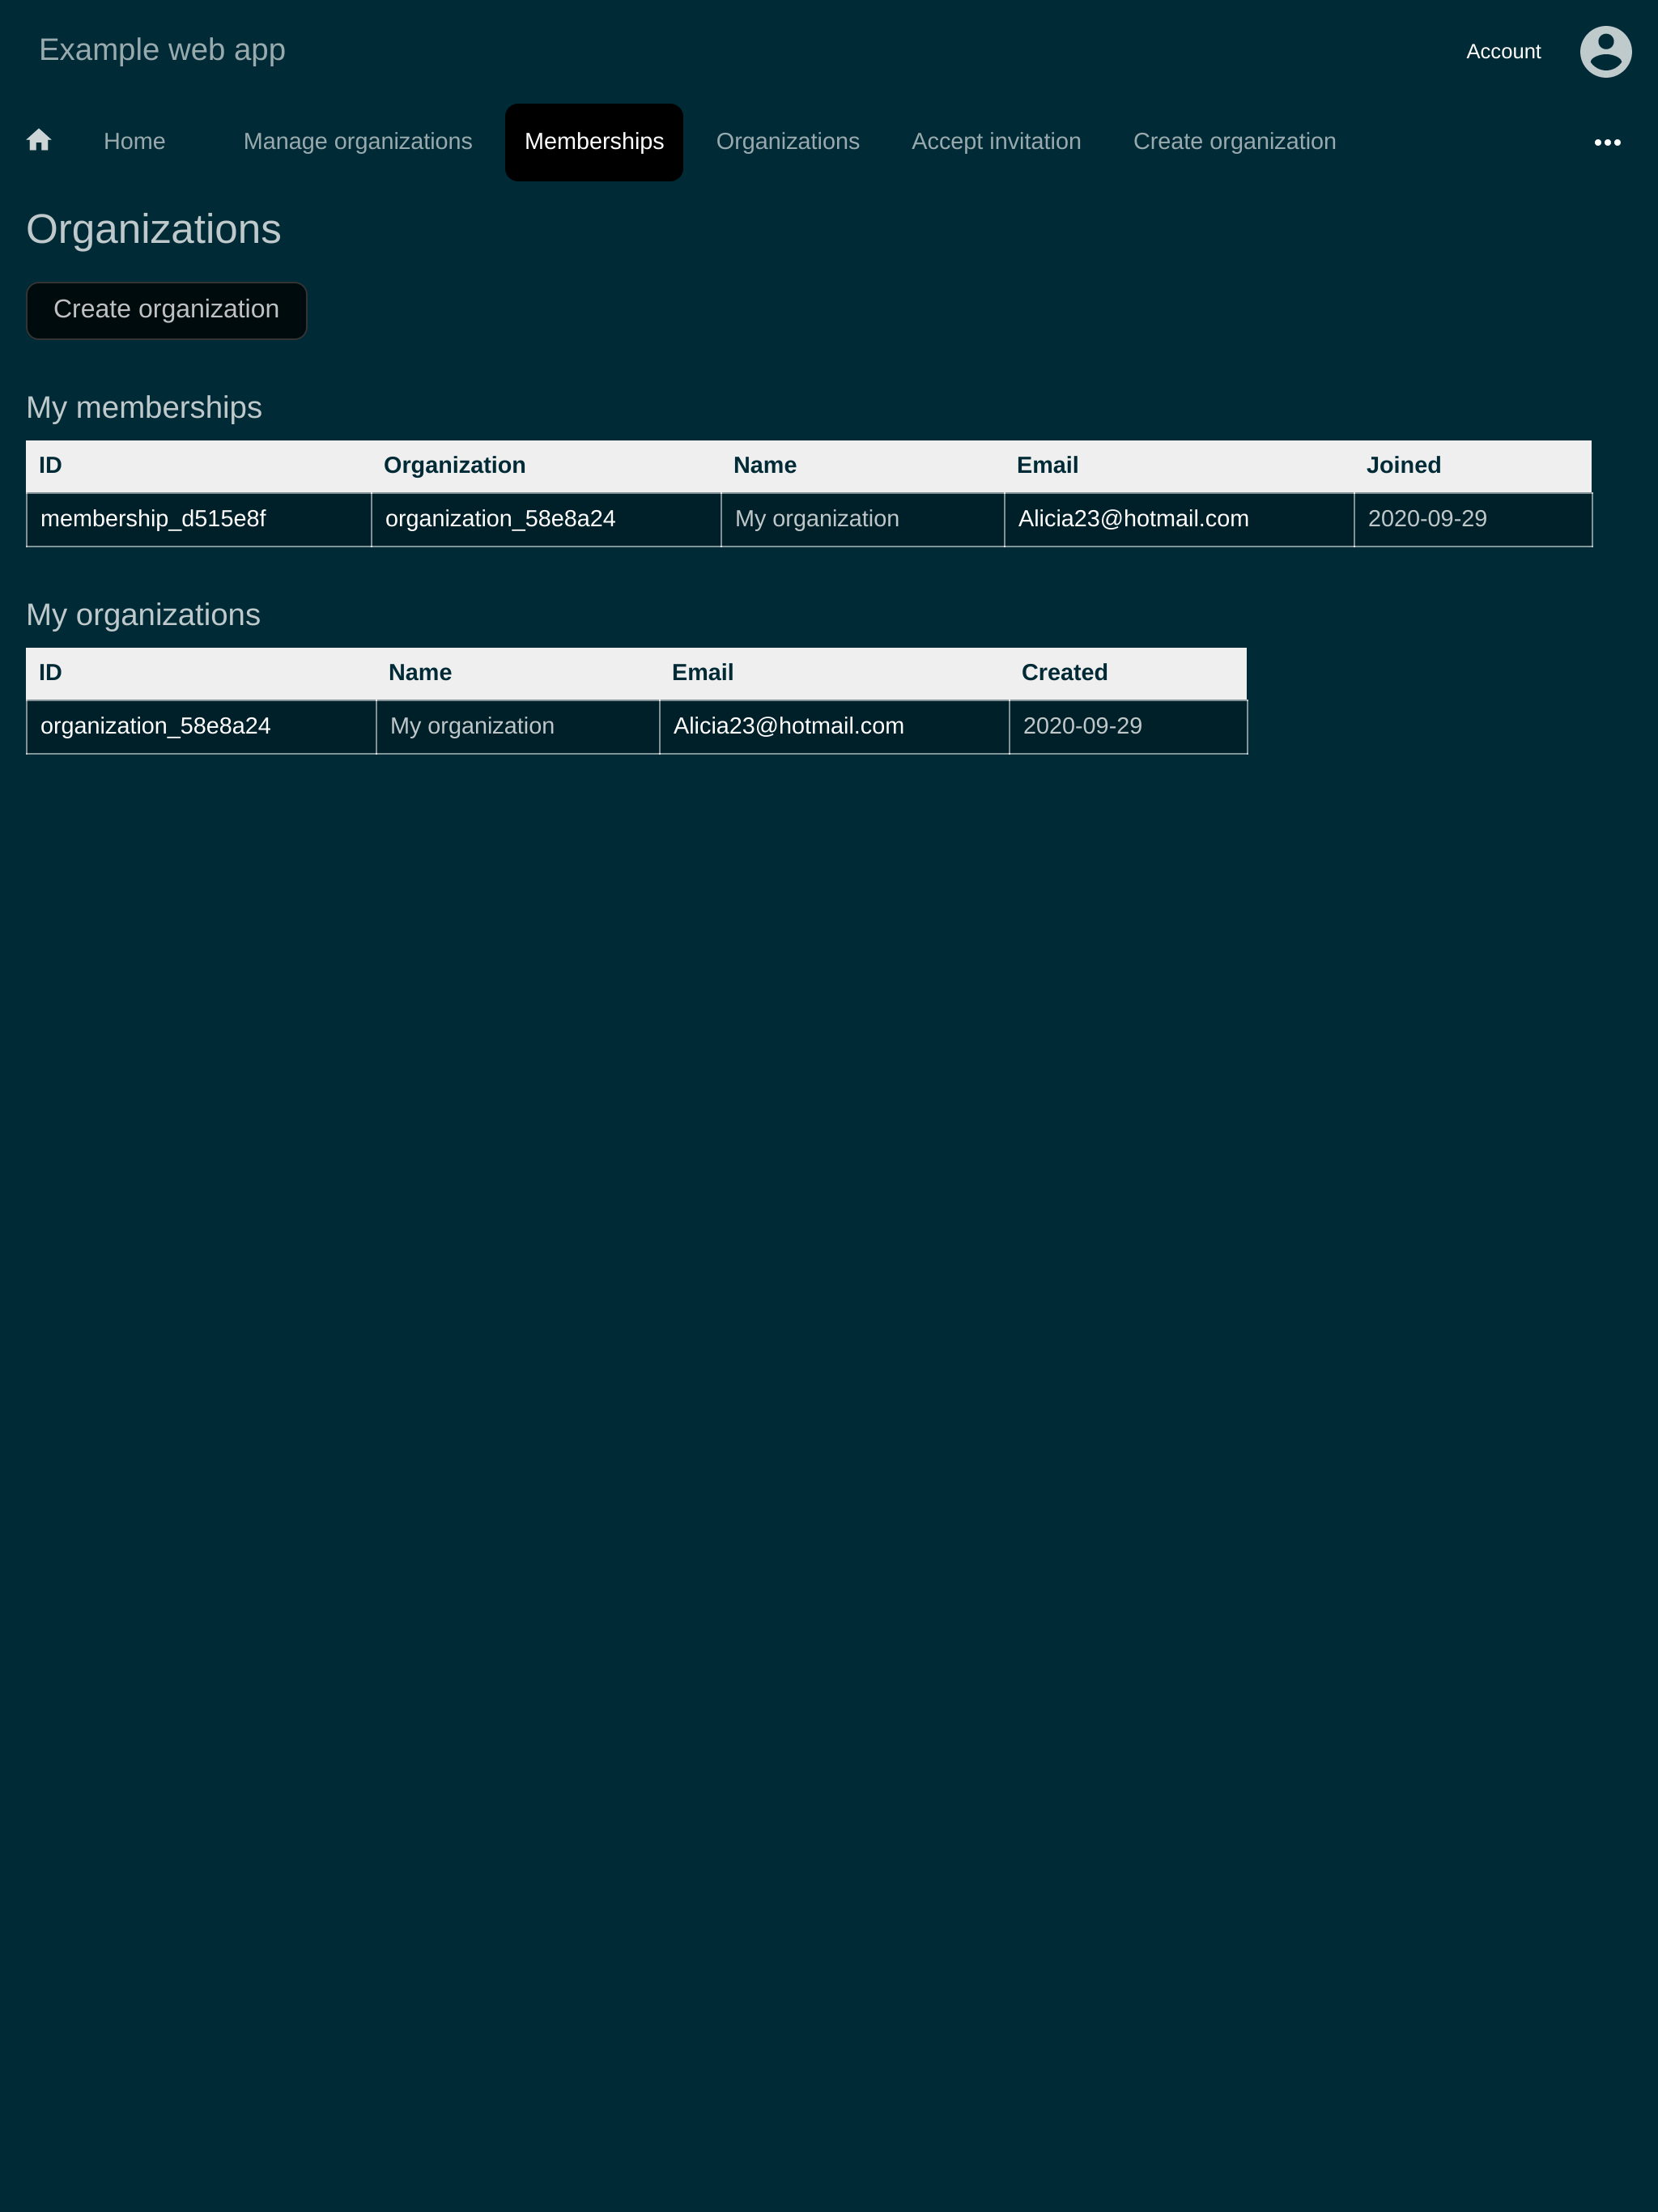 Example web app
Account
Home Manage organizations Memberships Organizations Accept invitation Create organization
Organizations
Create organization
My memberships
ID Organization Name Email Joined
membership_d515e8f organization_58e8a24 My organization Alicia23@hotmail.com 2020-09-29
My organizations
ID Name Email Created
organization_58e8a24 My organization Alicia23@hotmail.com 2020-09-29